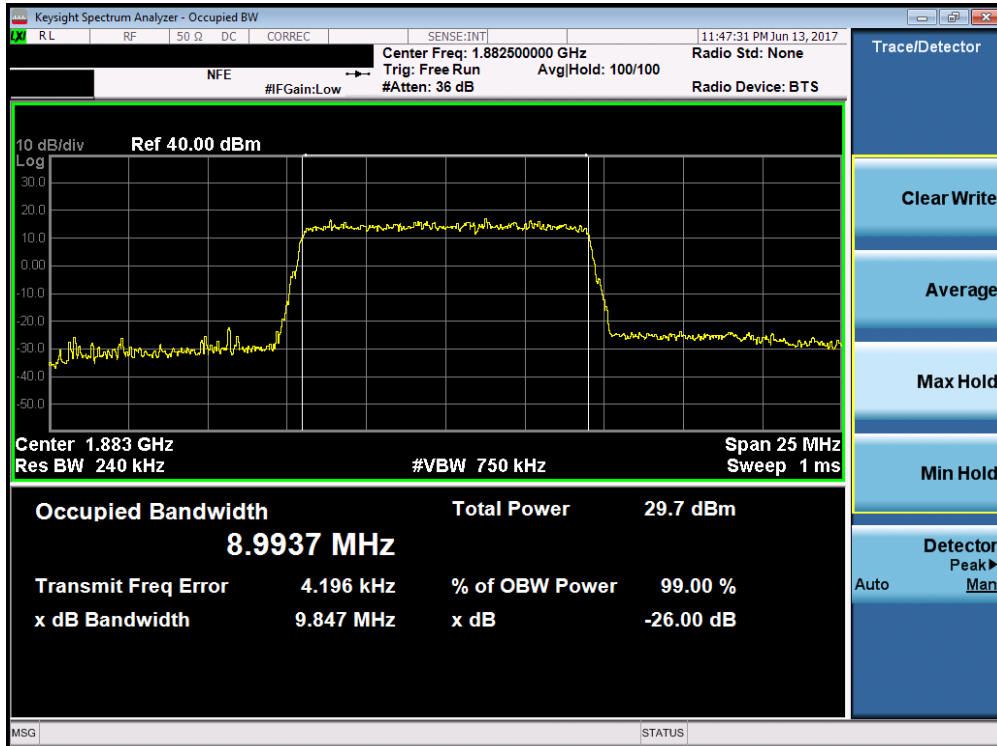 Keysight Spectrum Analyzer - Occupied BW
LXI RL RF 50 Ω DC CORREC SENSE:INT 11:47:31 PM Jun 13, 2017
Center Freq: 1.882500000 GHz Radio Std: None
NFE Trig: Free Run Avg|Hold: 100/100
#IFGain:Low #Atten: 36 dB Radio Device: BTS
Trace/Detector
10 dB/div Ref 40.00 dBm
Log
30.0
20.0
10.0
0.00
-10.0
-20.0
-30.0
-40.0
-50.0
Center 1.883 GHz Span 25 MHz
Res BW 240 kHz #VBW 750 kHz Sweep 1 ms
Occupied Bandwidth Total Power 29.7 dBm
8.9937 MHz
Transmit Freq Error 4.196 kHz % of OBW Power 99.00 %
x dB Bandwidth 9.847 MHz x dB -26.00 dB
Clear Write
Average
Max Hold
Min Hold
Detector
Peak▶
Auto Man
MSG STATUS